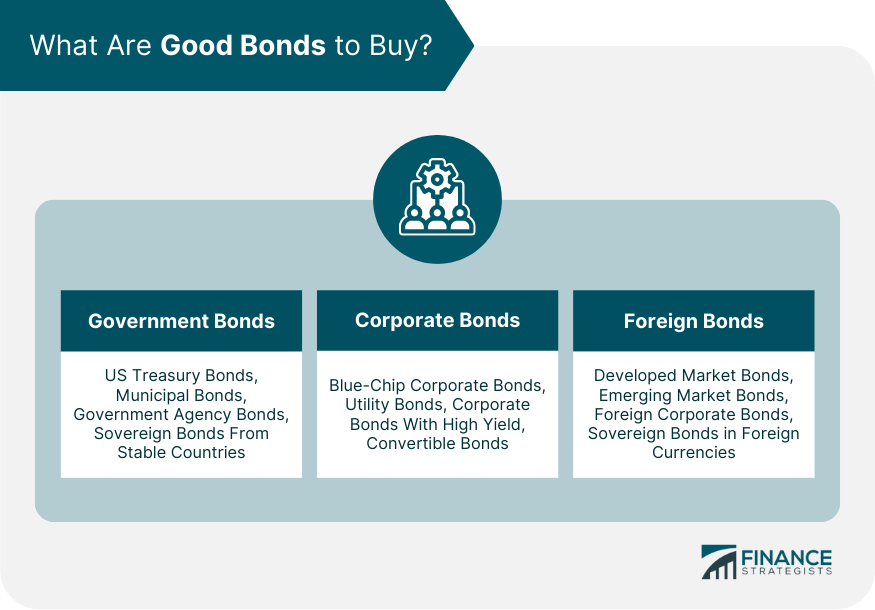 What Are Good Bonds to Buy?
Government Bonds
US Treasury Bonds,
Municipal Bonds,
Government Agency Bonds,
Sovereign Bonds From
Stable Countries
Corporate Bonds
Blue-Chip Corporate Bonds,
Utility Bonds, Corporate
Bonds With High Yield,
Convertible Bonds
Foreign Bonds
Developed Market Bonds,
Emerging Market Bonds,
Foreign Corporate Bonds,
Sovereign Bonds in Foreign
Currencies
FINANCE
STRATEGISTS